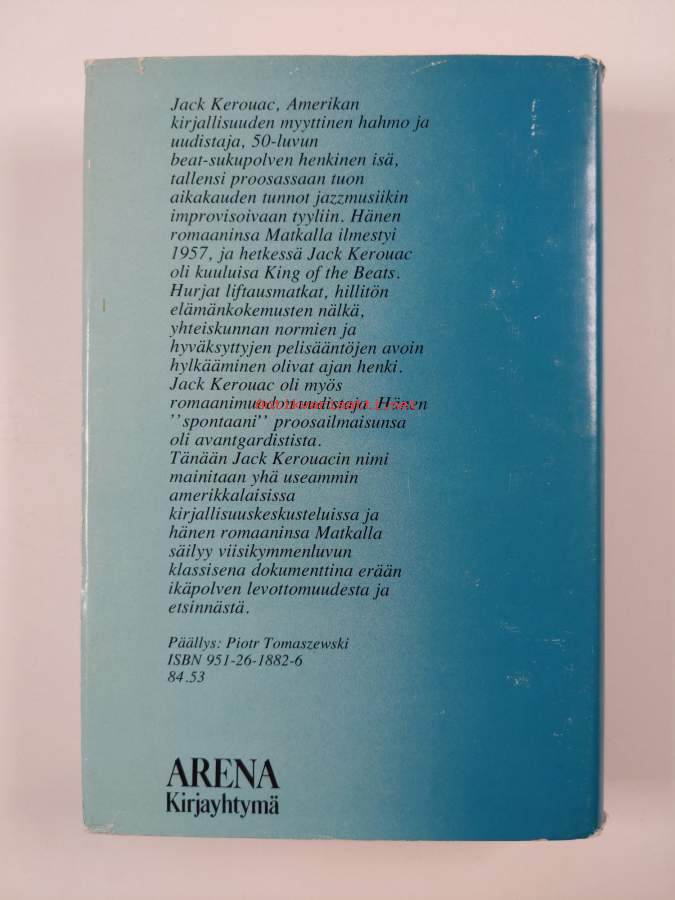 Jack Kerouac, Amerikan
kirjallisuuden myyttinen hahmo ja
uudistaja, 50-luvun
beat-sukupolven henkinen isä,
tallensi proosassaan tuon
aikakauden tunnot jazzmusiikin
improvisoivaan tyyliin. Hänen
romaaninsa Matkalla ilmestyi
1957, ja hetkessä Jack Kerouac
oli kuuluisa King of the Beats.
Hurjat liftausmatkat, hillitön
elämänkokemusten nälkä,
yhteiskunnan normien ja
hyväksyttyjen pelisääntöjen avoin
hylkääminen olivat ajan henki.
Jack Kerouac oli myös
romaanimuodon uudistaja. Hänen
''spontaani'' proosailmaisunsa
oli avantgardistista.
Tänään Jack Kerouacin nimi
mainitaan yhä useammin
amerikkalaisissa
kirjallisuuskeskusteluissa ja
hänen romaaninsa Matkalla
säilyy viisikymmenluvun
klassisena dokumenttina erään
ikäpolven levottomuudesta ja
etsinnästä.
Päällys: Piotr Tomaszewski
ISBN 951-26-1882-6
84.53
ARENA
Kirjayhtymä